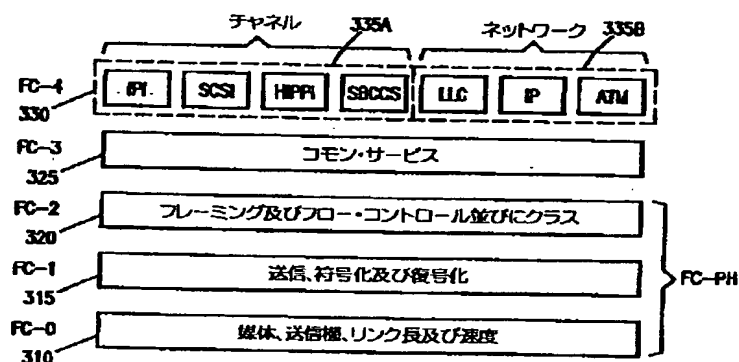 チャネル 335A ネットワーク 335B
FC-4 IPI SCSI HiPPi SBCCS LLC IP ATM
330
FC-3 コモン・サービス
325
FC-2 フレーミング及びフロー・コントロール並びにクラス
320
FC-1 送信、符号化及び復号化 FC-PH
315
FC-0 媒体、送信機、リンク長及び速度
310